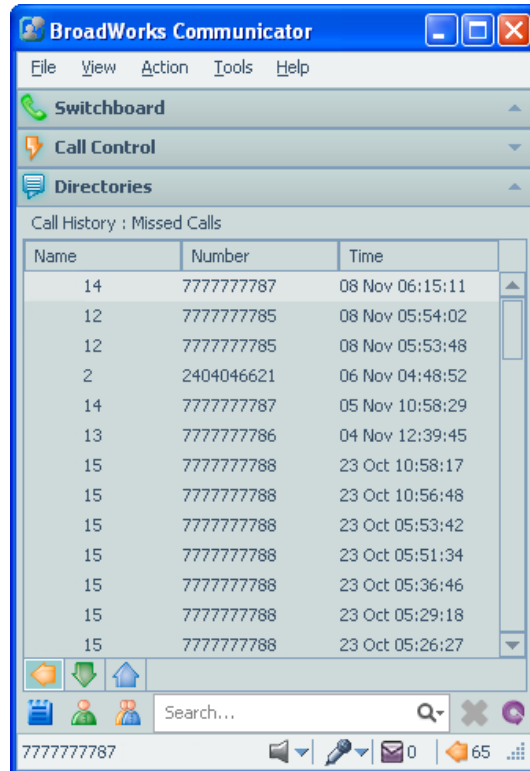 BroadWorks Communicator
File View Action Tools Help
Switchboard
Call Control
Directories
Call History : Missed Calls
Name Number Time
14 7777777787 08 Nov 06:15:11
12 7777777785 08 Nov 05:54:02
12 7777777785 08 Nov 05:53:48
2 2404046621 06 Nov 04:48:52
14 7777777787 05 Nov 10:58:29
13 7777777786 04 Nov 12:39:45
15 7777777788 23 Oct 10:58:17
15 7777777788 23 Oct 10:56:48
15 7777777788 23 Oct 05:53:42
15 7777777788 23 Oct 05:51:34
15 7777777788 23 Oct 05:36:46
15 7777777788 23 Oct 05:29:18
15 7777777788 23 Oct 05:26:27
Search...
7777777787 0 65